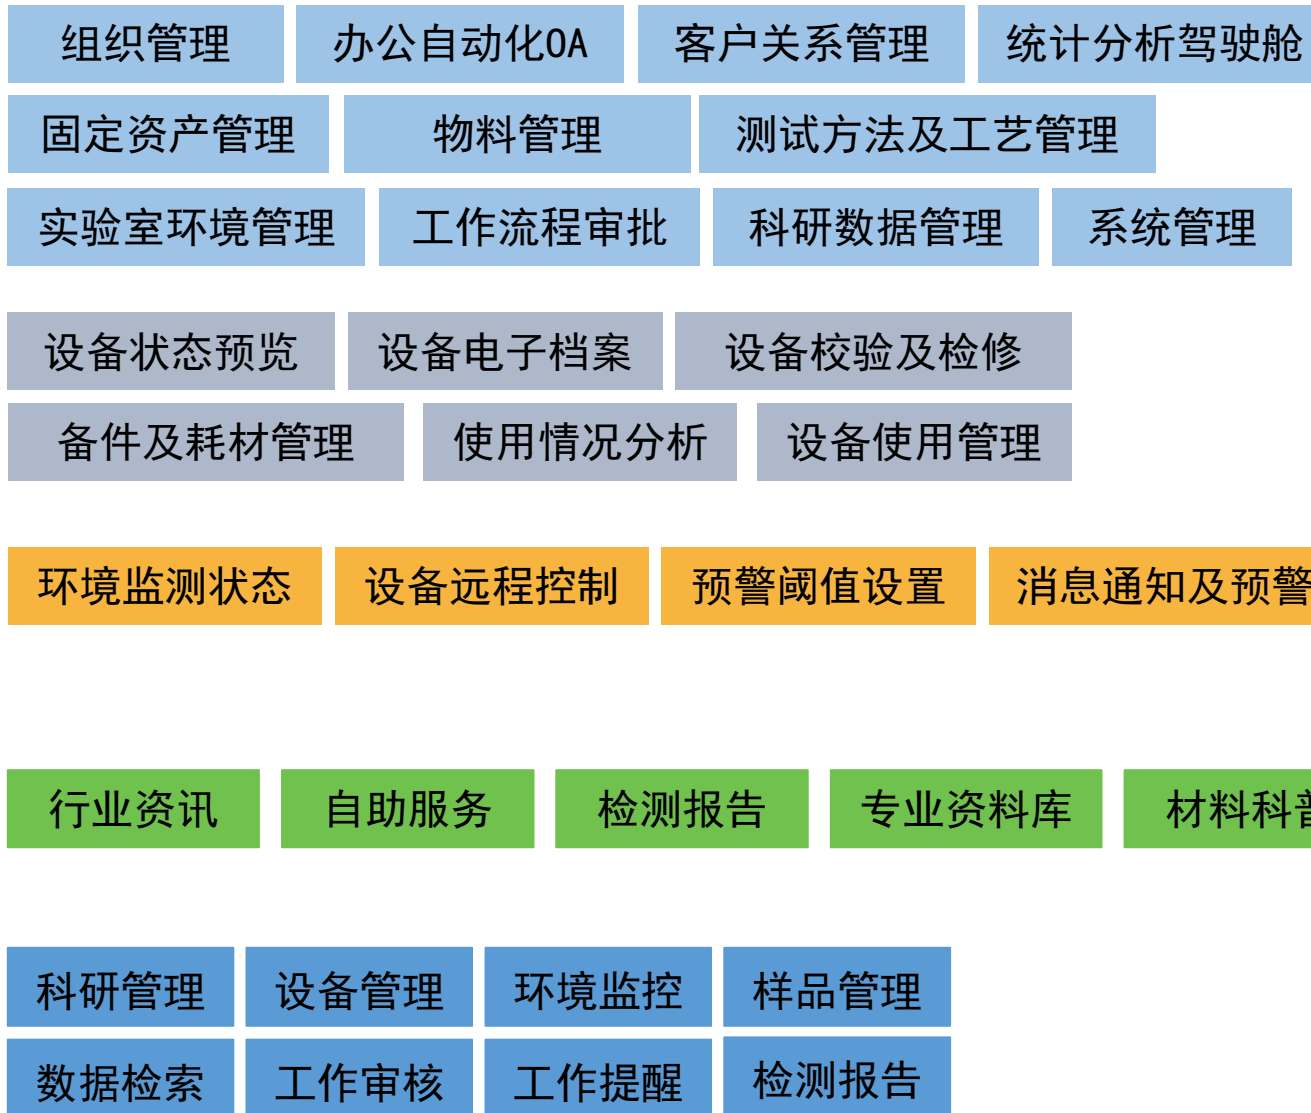 组织管理 办公自动化OA 客户关系管理 统计分析驾驶舱
固定资产管理 物料管理 测试方法及工艺管理
实验室环境管理 工作流程审批 科研数据管理 系统管理
设备状态预览 设备电子档案 设备校验及检修
备件及耗材管理 使用情况分析 设备使用管理
环境监测状态 设备远程控制 预警阈值设置 消息通知及预警
行业资讯 自助服务 检测报告 专业资料库 材料科普
科研管理 设备管理 环境监控 样品管理
数据检索 工作审核 工作提醒 检测报告